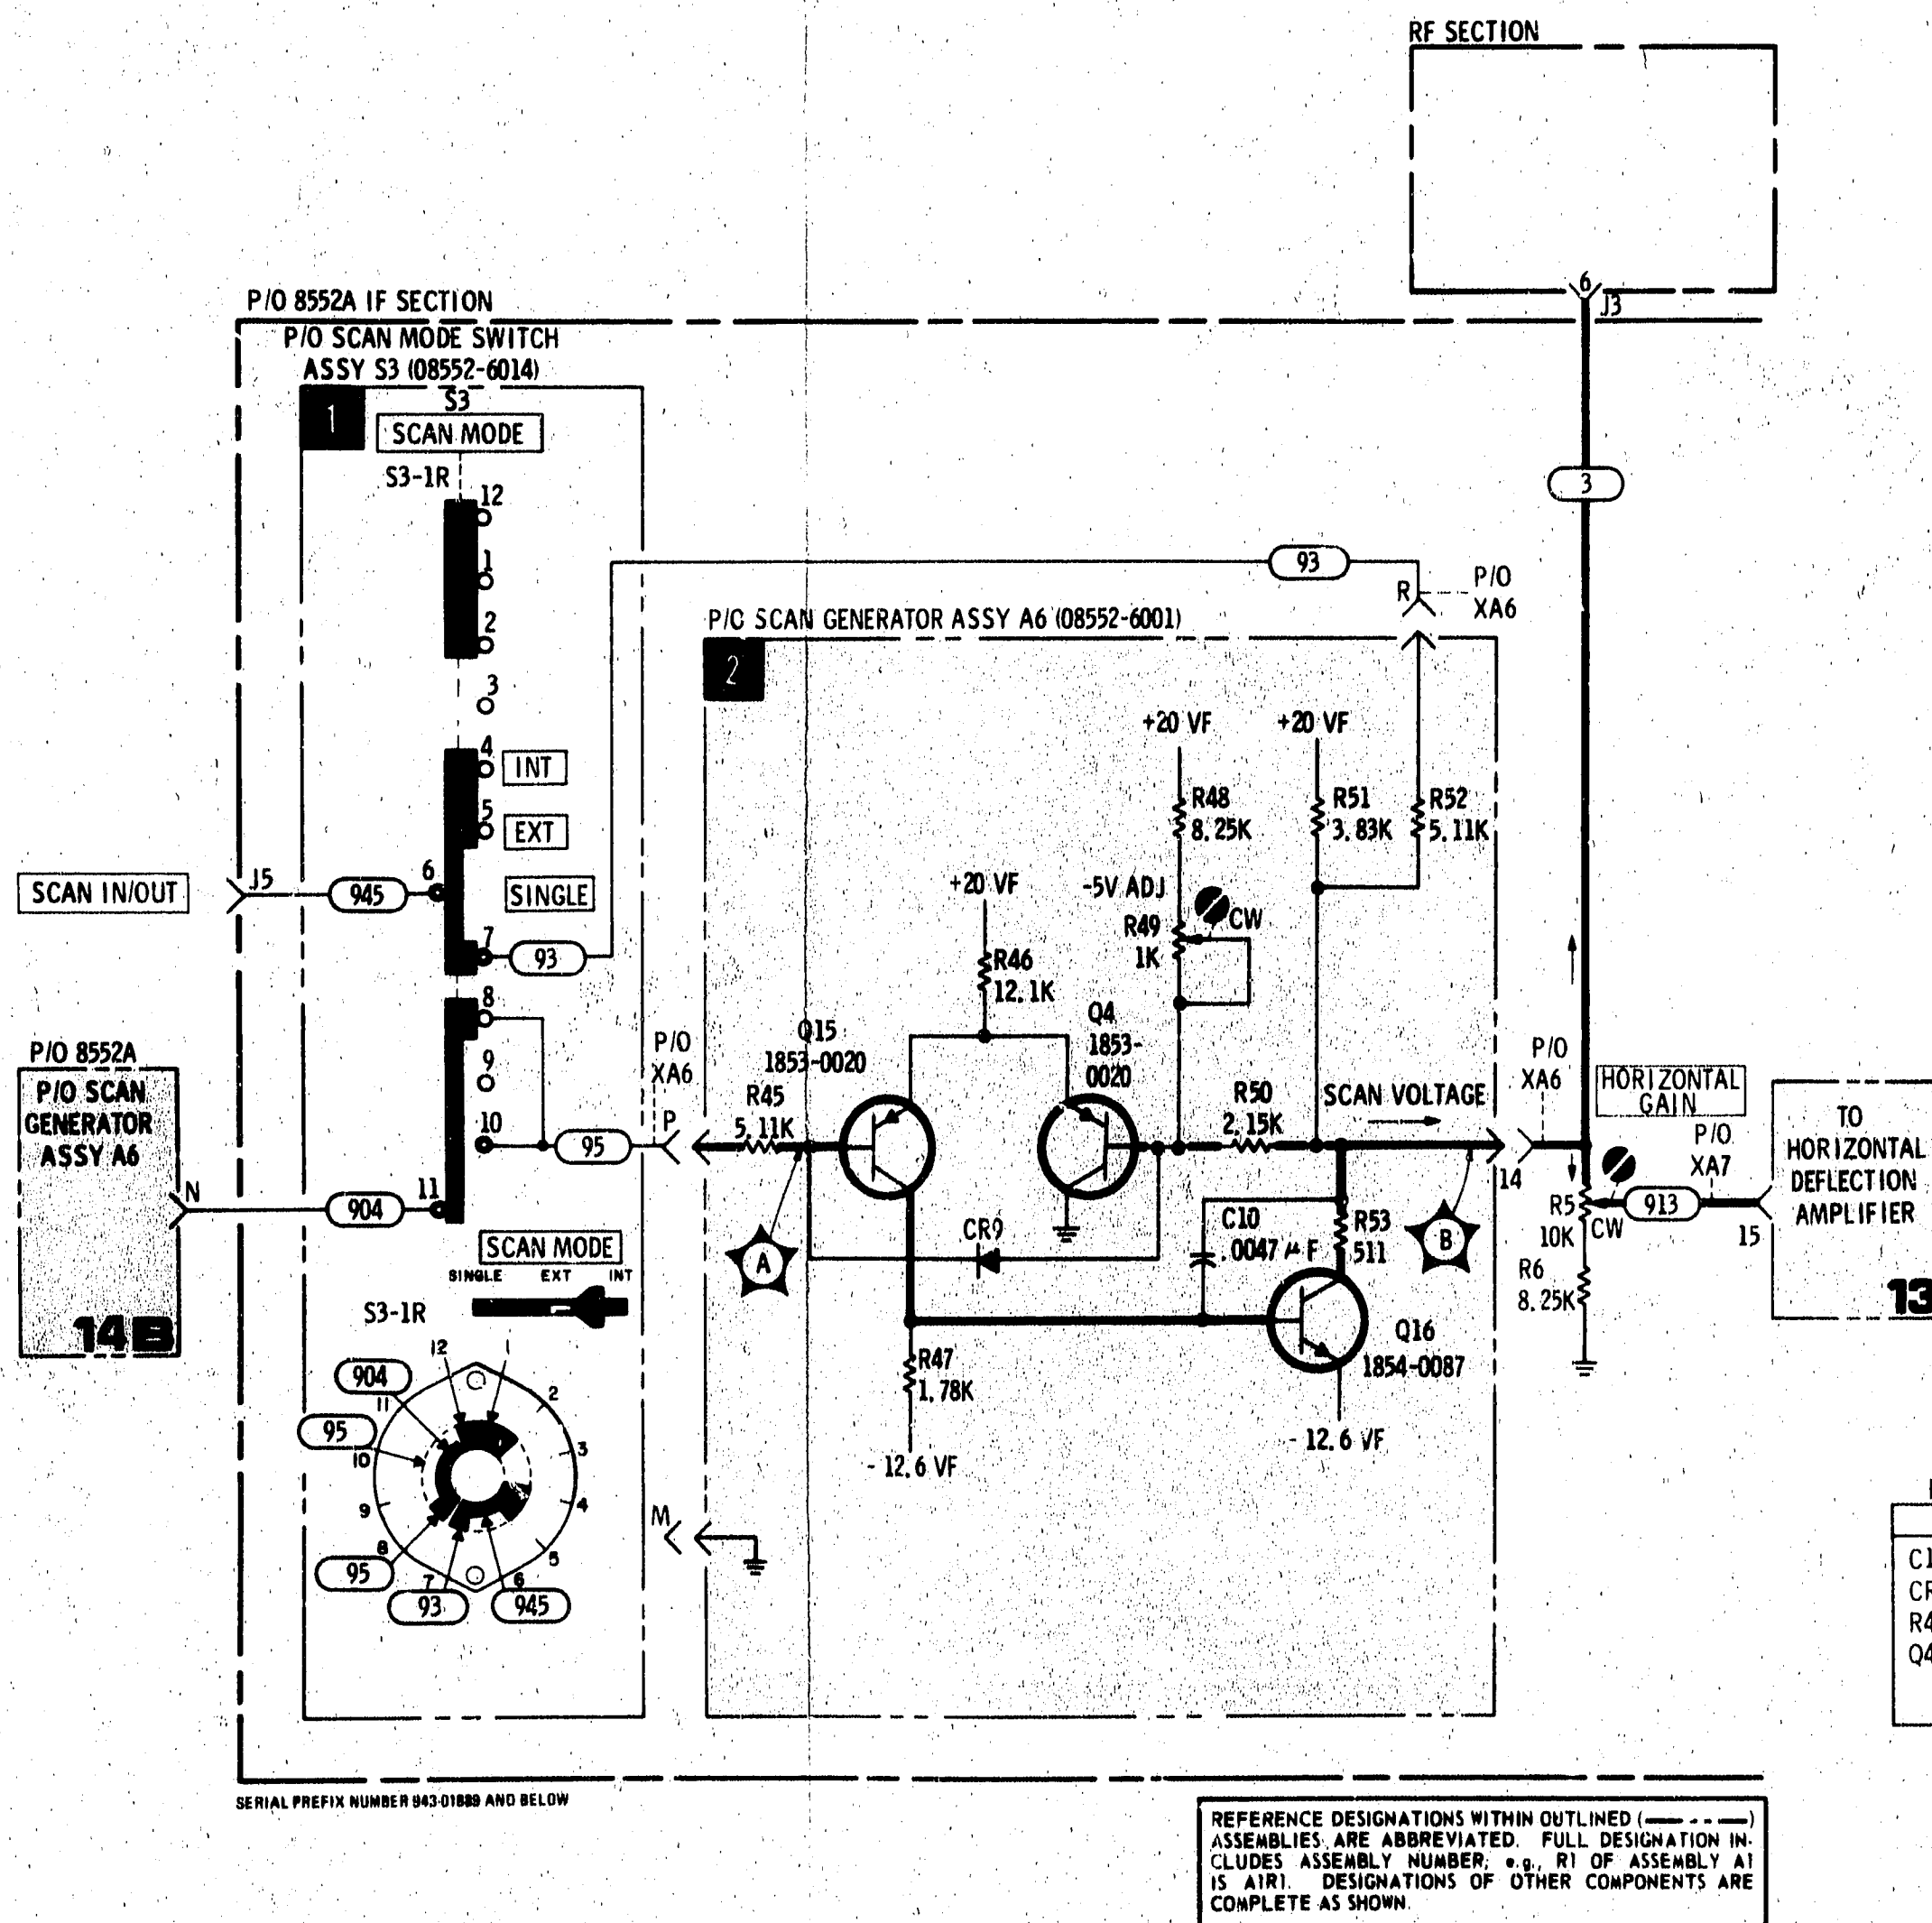 RF SECTION
6
J3
P/O 8552A IF SECTION
P/O SCAN MODE SWITCH
ASSY S3 (08552-6014)
1
S3
SCAN MODE
S3-1R
12
1
2
3
4
INT
5
EXT
6
SINGLE
7
93
8
9
10
95
11
SCAN IN/OUT
J5
945
P/O 8552A
P/O SCAN
GENERATOR
ASSY A6
14B
N
904
SCAN MODE
SINGLE EXT INT
S3-1R
12
1
2
3
4
5
6
7
8
9
10
11
904
95
95
93
945
3
93
R
P/O
XA6
P/O SCAN GENERATOR ASSY A6 (08552-6001)
2
+20 VF
+20 VF
R48
8.25K
R51
3.83K
R52
5.11K
+20 VF
-5V ADJ
CW
R49
1K
R46
12.1K
Q15
1853-0020
Q4
1853-
0020
P/O
XA6
P
R45
5.11K
R50
2.15K
SCAN VOLTAGE
14
A
CR9
C10
.0047 µF
R53
511
B
Q16
1854-0087
R47
1.78K
- 12.6 VF
- 12.6 VF
M
P/O
XA6
HORIZONTAL
GAIN
P/O
XA7
R5
10K
CW
913
15
R6
8.25K
TO
HORIZONTAL
DEFLECTION
AMPLIFIER
13
C1
CR
R4
Q4
SERIAL PREFIX NUMBER 943-01889 AND BELOW
REFERENCE DESIGNATIONS WITHIN OUTLINED (— - - —)
ASSEMBLIES ARE ABBREVIATED. FULL DESIGNATION IN-
CLUDES ASSEMBLY NUMBER; e.g., R1 OF ASSEMBLY A1
IS A1R1. DESIGNATIONS OF OTHER COMPONENTS ARE
COMPLETE AS SHOWN.